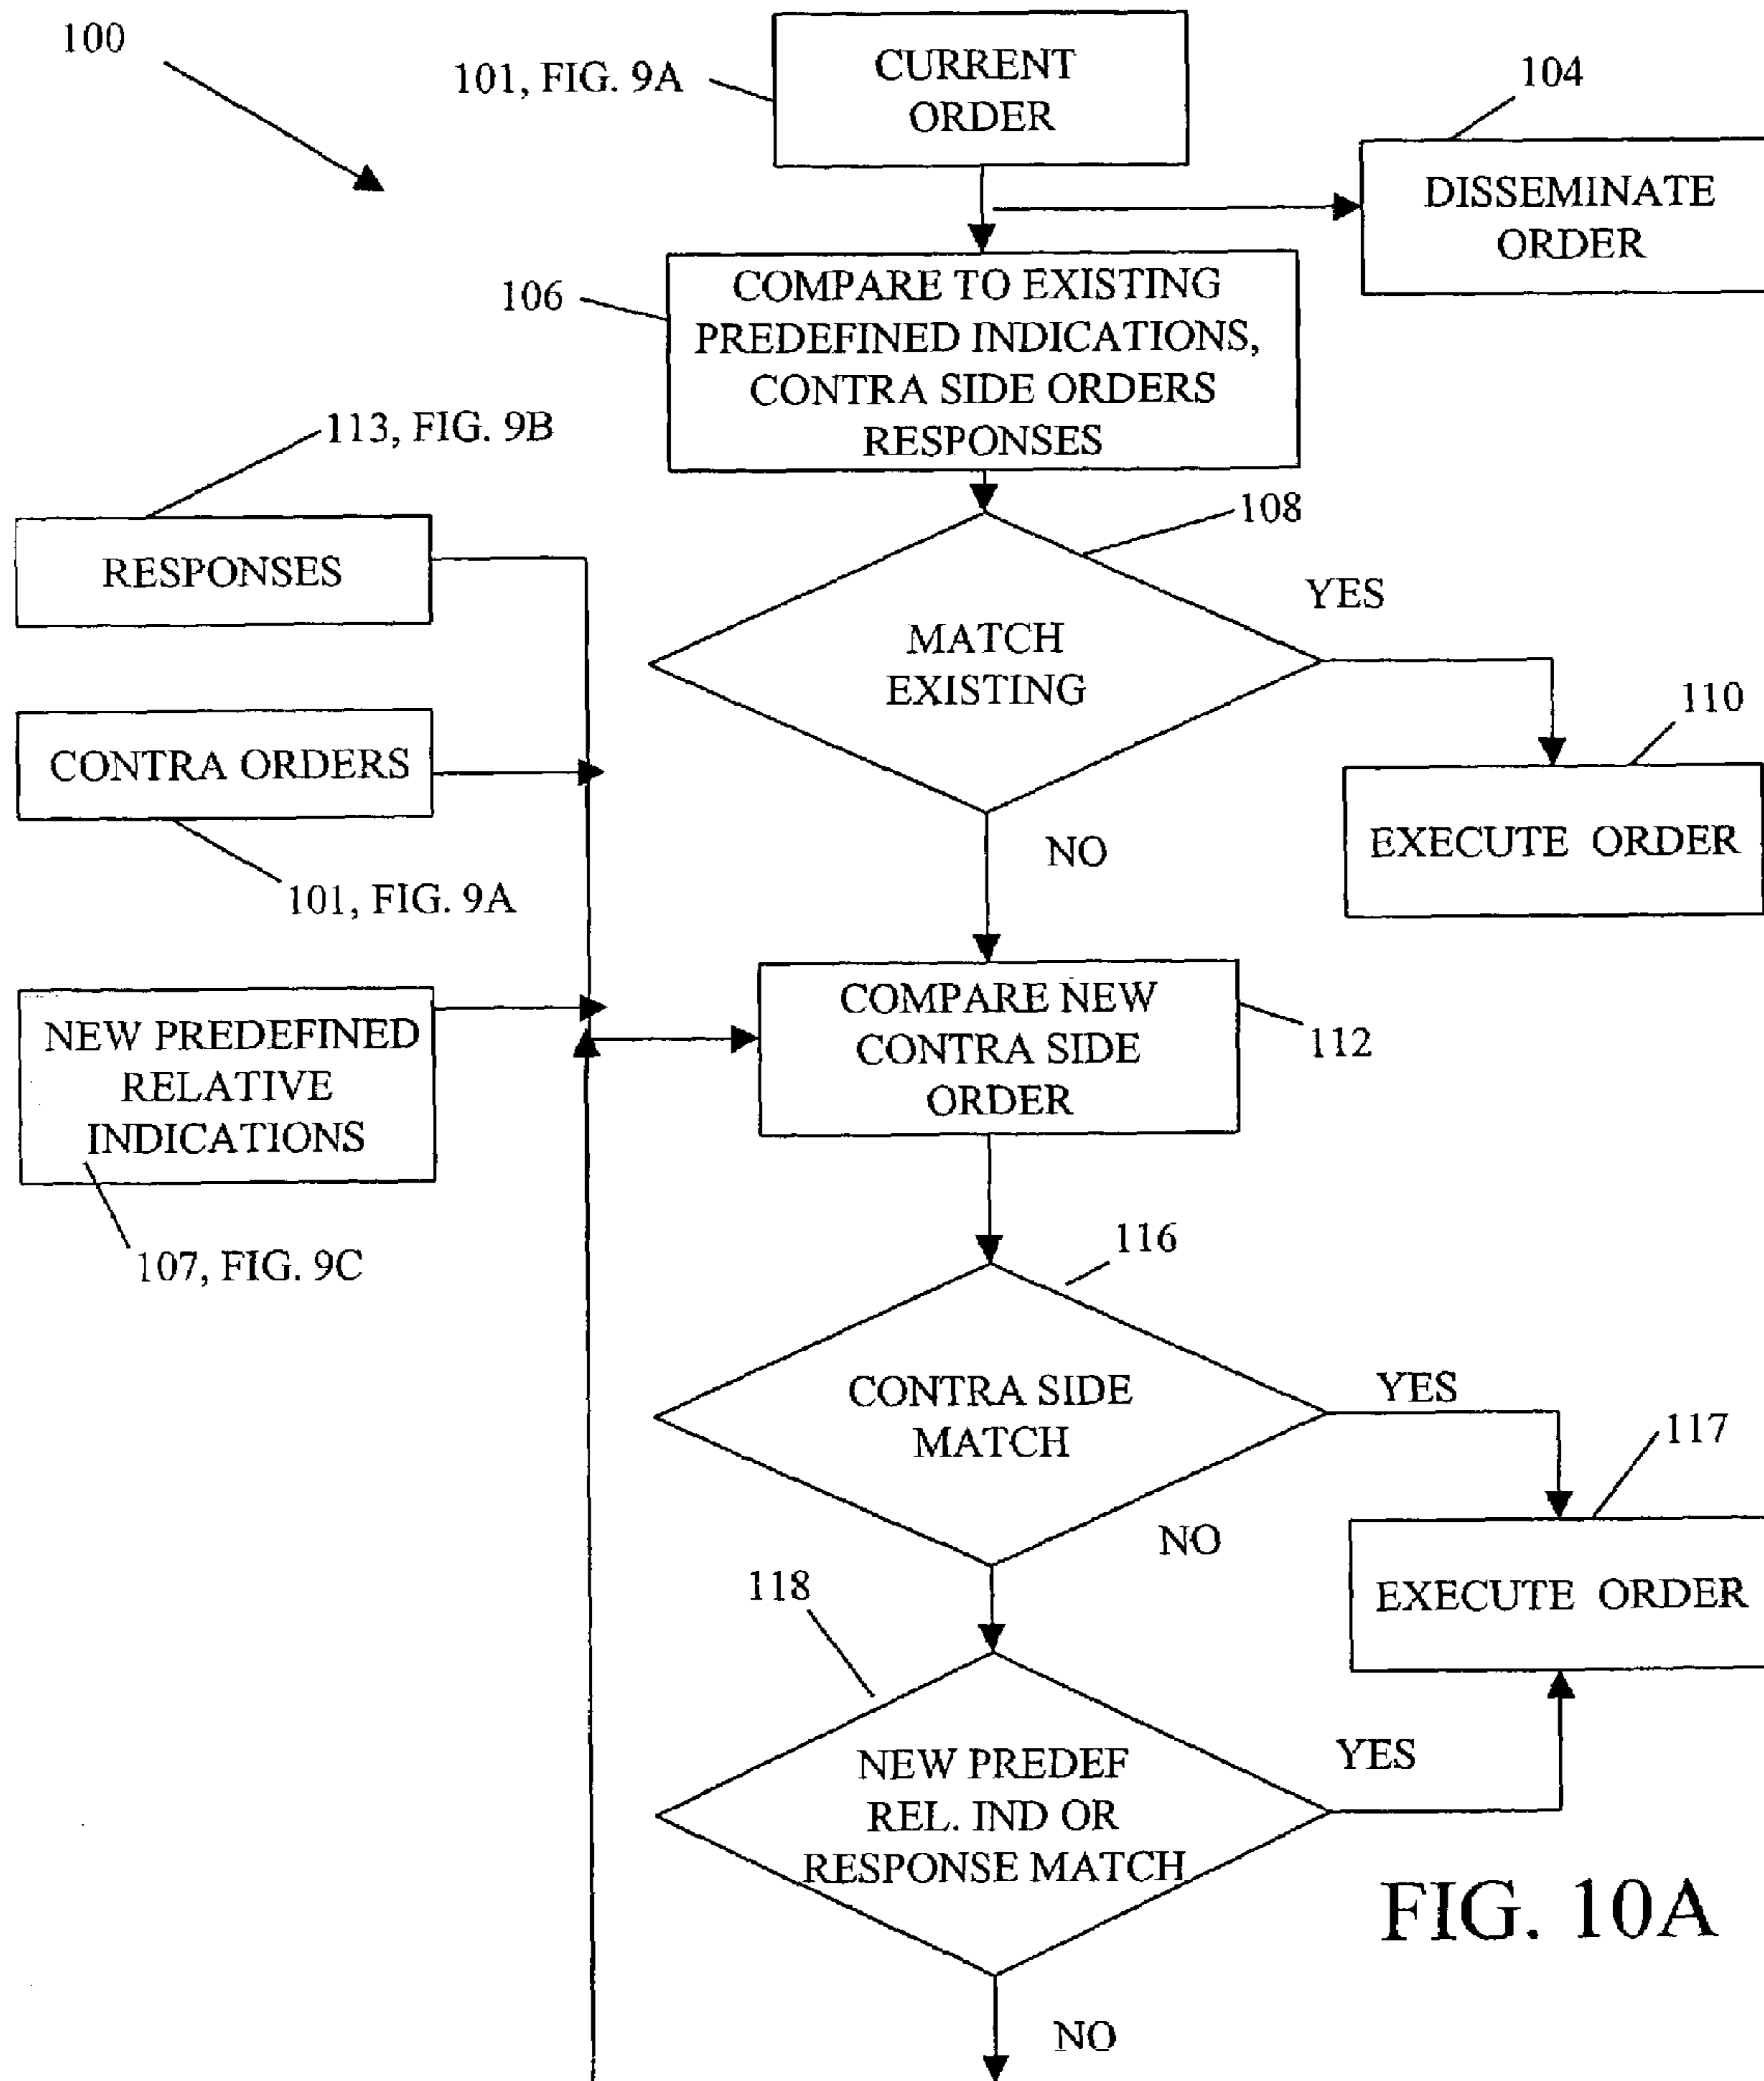 100
101, FIG. 9A
CURRENT
ORDER
104
DISSEMINATE
ORDER
106
COMPARE TO EXISTING
PREDEFINED INDICATIONS,
CONTRA SIDE ORDERS
RESPONSES
113, FIG. 9B
RESPONSES
108
MATCH
EXISTING
YES
110
EXECUTE ORDER
CONTRA ORDERS
101, FIG. 9A
NO
NEW PREDEFINED
RELATIVE
INDICATIONS
107, FIG. 9C
COMPARE NEW
CONTRA SIDE
ORDER
112
116
CONTRA SIDE
MATCH
YES
117
EXECUTE ORDER
NO
118
NEW PREDEF
REL. IND OR
RESPONSE MATCH
YES
NO
FIG. 10A